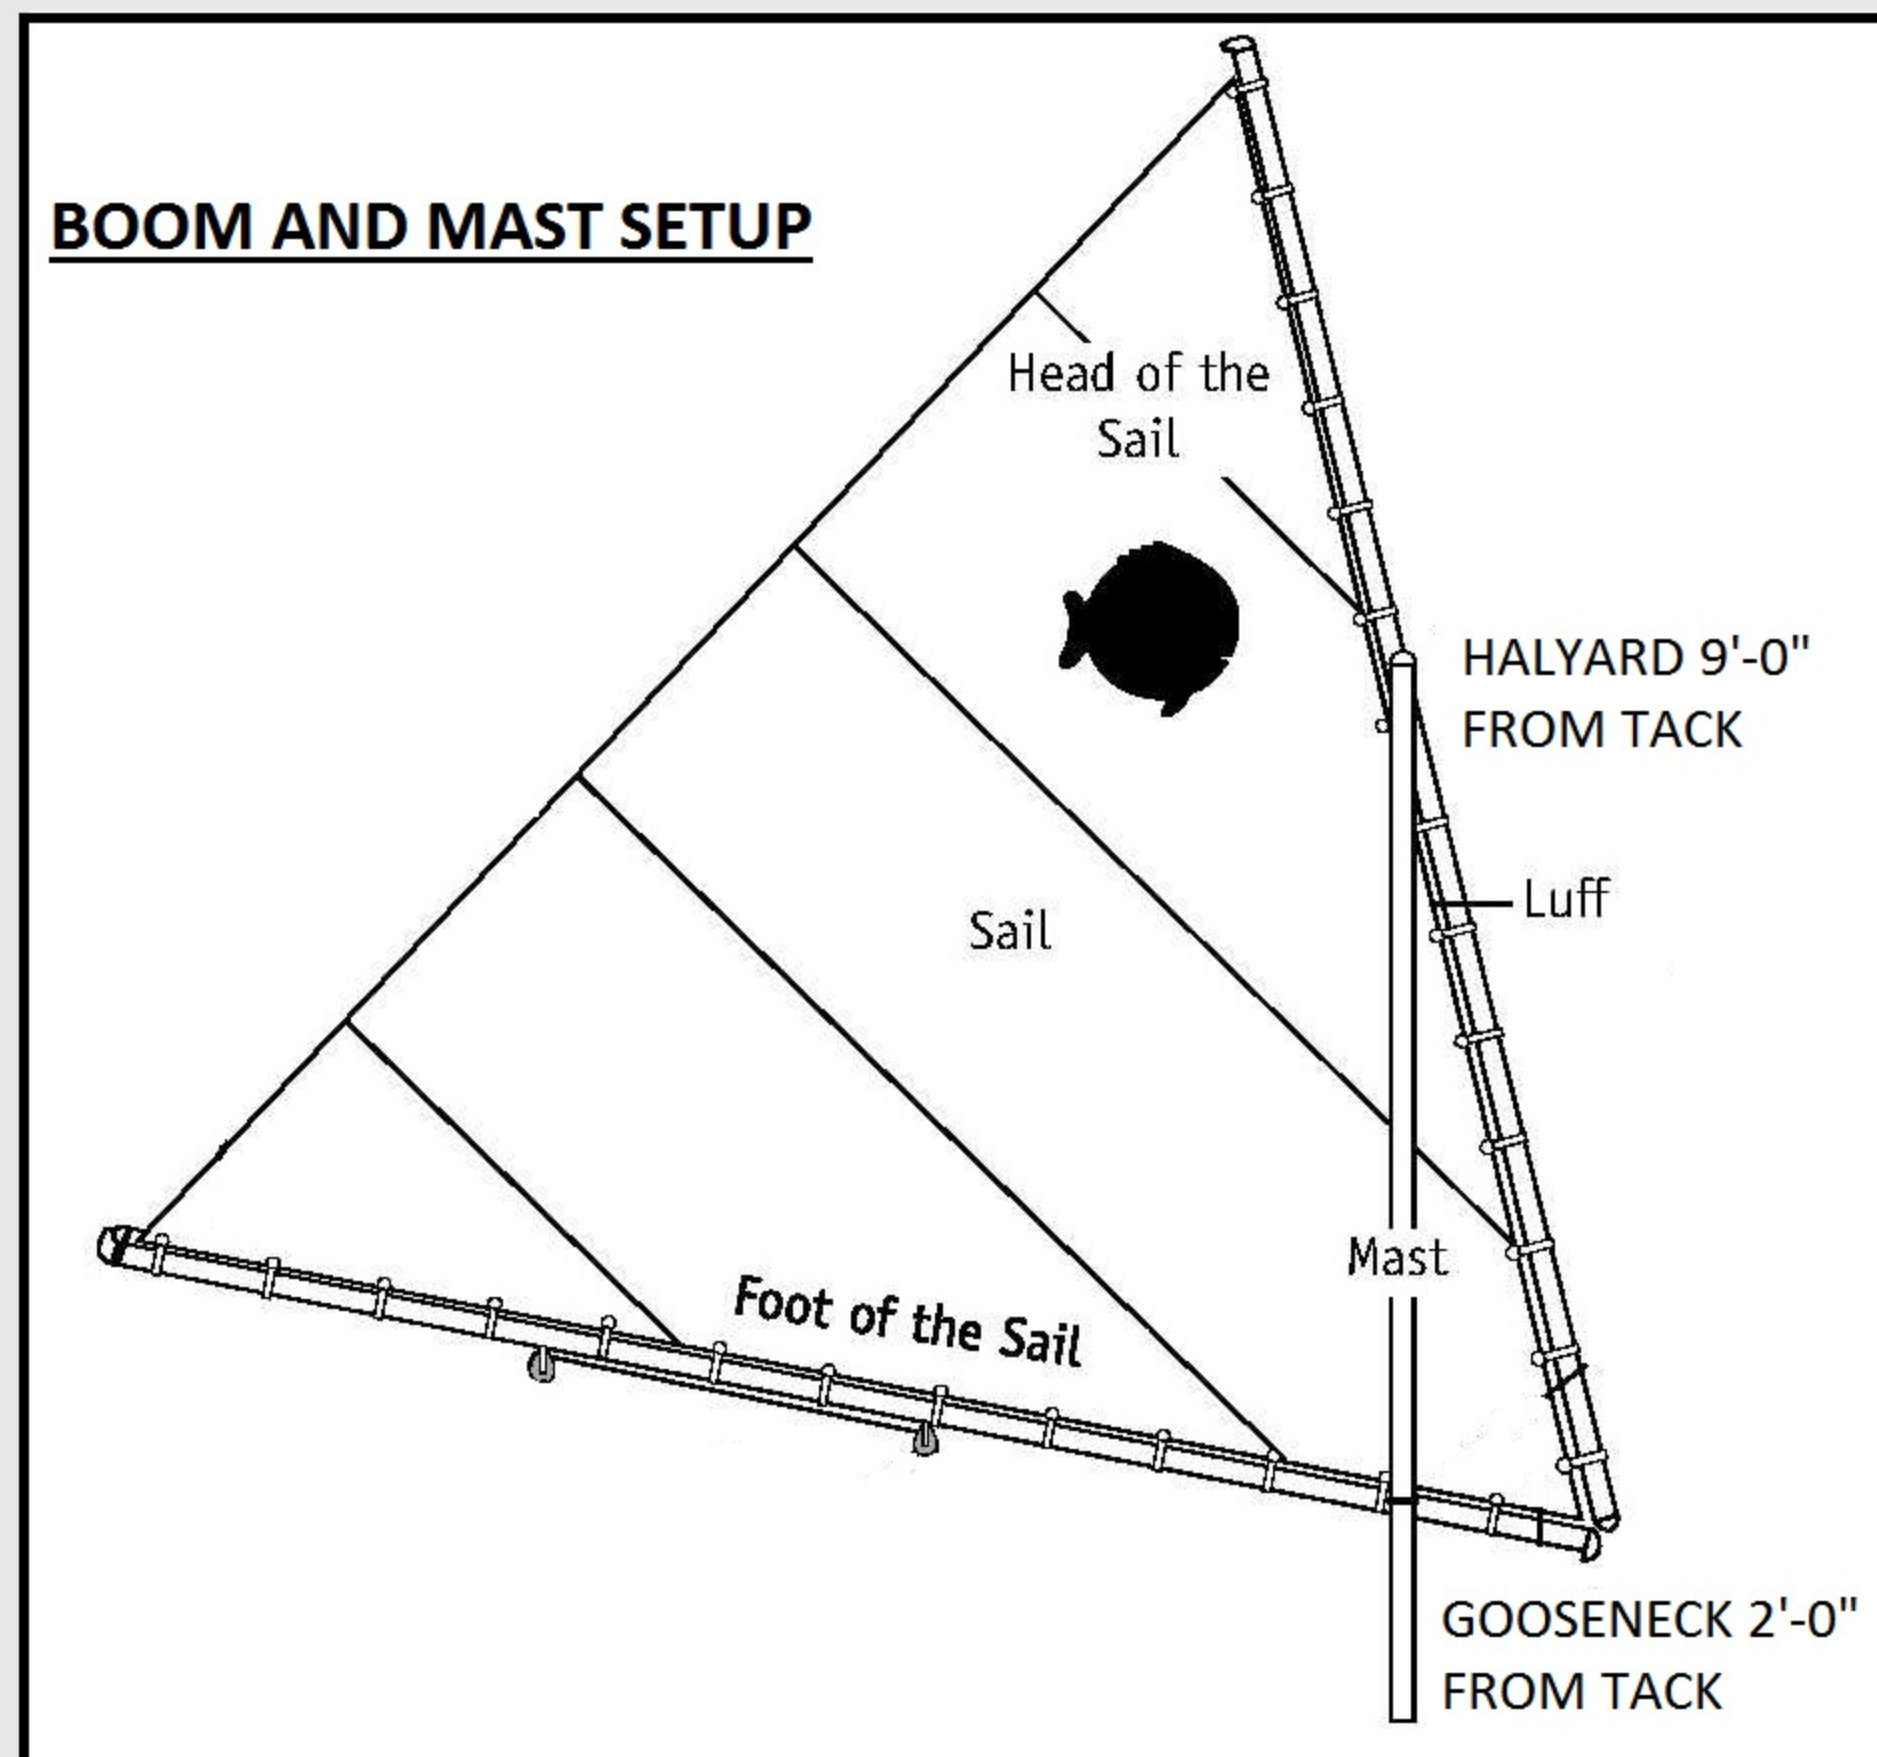 BOOM AND MAST SETUP
Head of the
Sail
HALYARD 9'-0"
FROM TACK
Luff
Sail
Mast
Foot of the Sail
GOOSENECK 2'-0"
FROM TACK